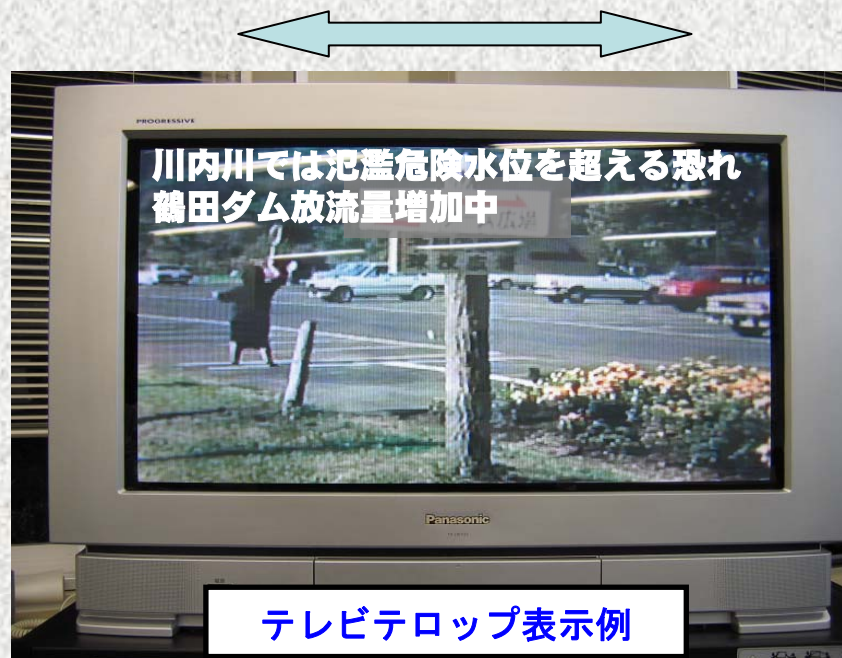 PROGRESSIVE
川内川では氾濫危険水位を超える恐れ
鶴田ダム放流量増加中
Panasonic
テレビテロップ表示例